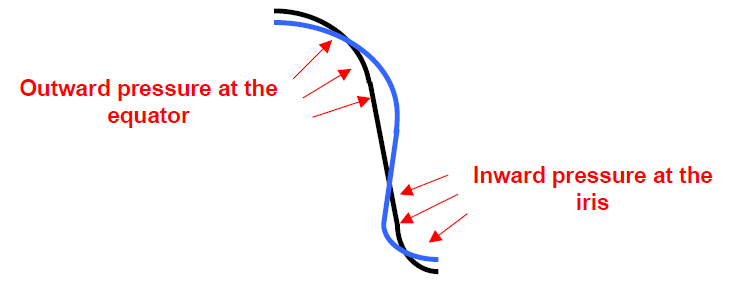 Outward pressure at the
equator
Inward pressure at the
iris